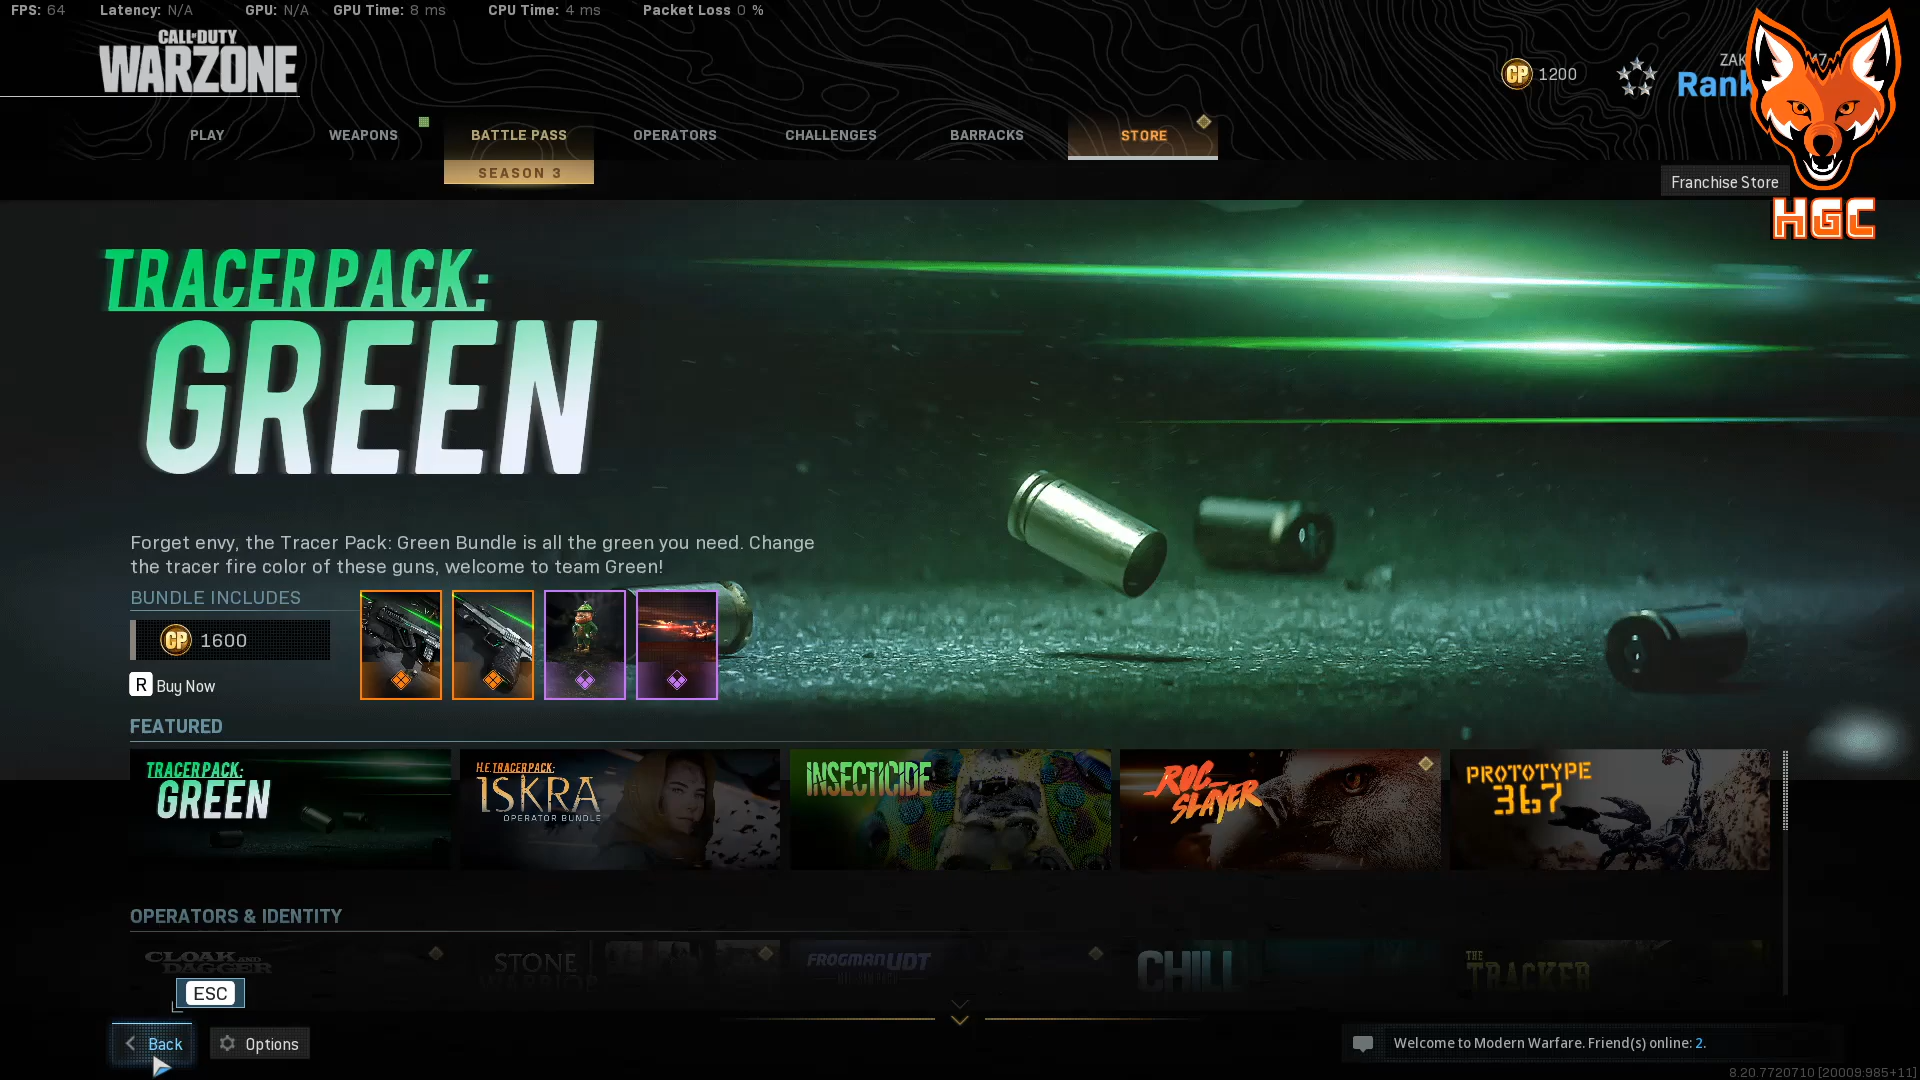 FPS: 64 Latency: N/A GPU: N/A GPU Time: 8 ms CPU Time: 4 ms Packet Loss 0 %
CALL OF DUTY
WARZONE
CP 1200
ZAK
Rank
HGC
PLAY WEAPONS BATTLE PASS OPERATORS CHALLENGES BARRACKS STORE
SEASON 3
Franchise Store
TRACER PACK:
GREEN
Forget envy, the Tracer Pack: Green Bundle is all the green you need. Change
the tracer fire color of these guns, welcome to team Green!
BUNDLE INCLUDES
CP 1600
R Buy Now
FEATURED
TRACER PACK:
GREEN
H.E. TRACER PACK:
ISKRA
OPERATOR BUNDLE
INSECTICIDE
ROC
SLAYER
PROTOTYPE
367
OPERATORS & IDENTITY
CLOAK AND
DAGGER
STONE
WARRIOR
FROGMAN UDT
CHILL
THE
TRACKER
ESC
Back Options
Welcome to Modern Warfare. Friend(s) online: 2.
8.20.7720710 [20009:985+11]